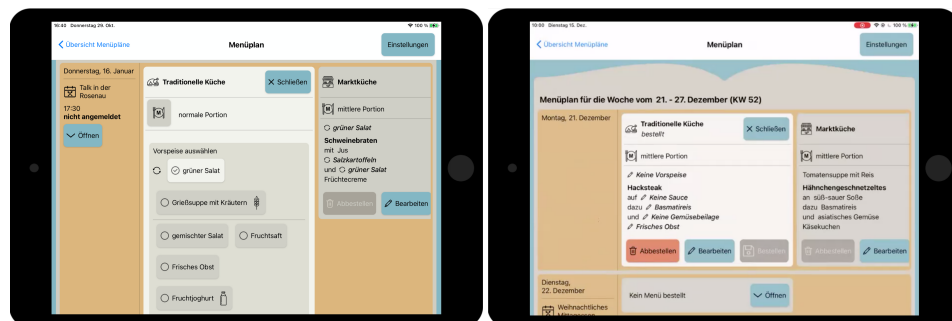 18:40 Donnerstag 29. Okt.
100 %
Übersicht Menüpläne
Menüplan
Einstellungen
Donnerstag, 16. Januar
Talk in der
Rosenau
17:30
nicht angemeldet
Öffnen
Traditionelle Küche
Schließen
M
normale Portion
Vorspeise auswählen
grüner Salat
Grießsuppe mit Kräutern
gemischter Salat
Fruchtsaft
Frisches Obst
Fruchtjoghurt
Marktküche
M
mittlere Portion
grüner Salat
Schweinebraten
mit Jus
Salzkartoffeln
und grüner Salat
Früchtecreme
Abbestellen
Bearbeiten
Dienstag 15. Dez.
100 %
Übersicht Menüpläne
Menüplan
Einstellungen
Menüplan für die Woche vom 21. - 27. Dezember (KW 52)
Montag, 21. Dezember
Traditionelle Küche
bestellt
Schließen
M
mittlere Portion
Keine Vorspeise
Hacksteak
auf Keine Sauce
dazu Basmatireis
und Keine Gemüsebeilage
Frisches Obst
Abbestellen
Bearbeiten
Bestellen
Marktküche
M
mittlere Portion
Tomatensuppe mit Reis
Hähnchengeschnetzeltes
an süß-sauer Soße
dazu Basmatireis
und asiatisches Gemüse
Käsekuchen
Abbestellen
Bearbeiten
Dienstag,
22. Dezember
Weihnachtliches
Kein Menü bestellt
Öffnen